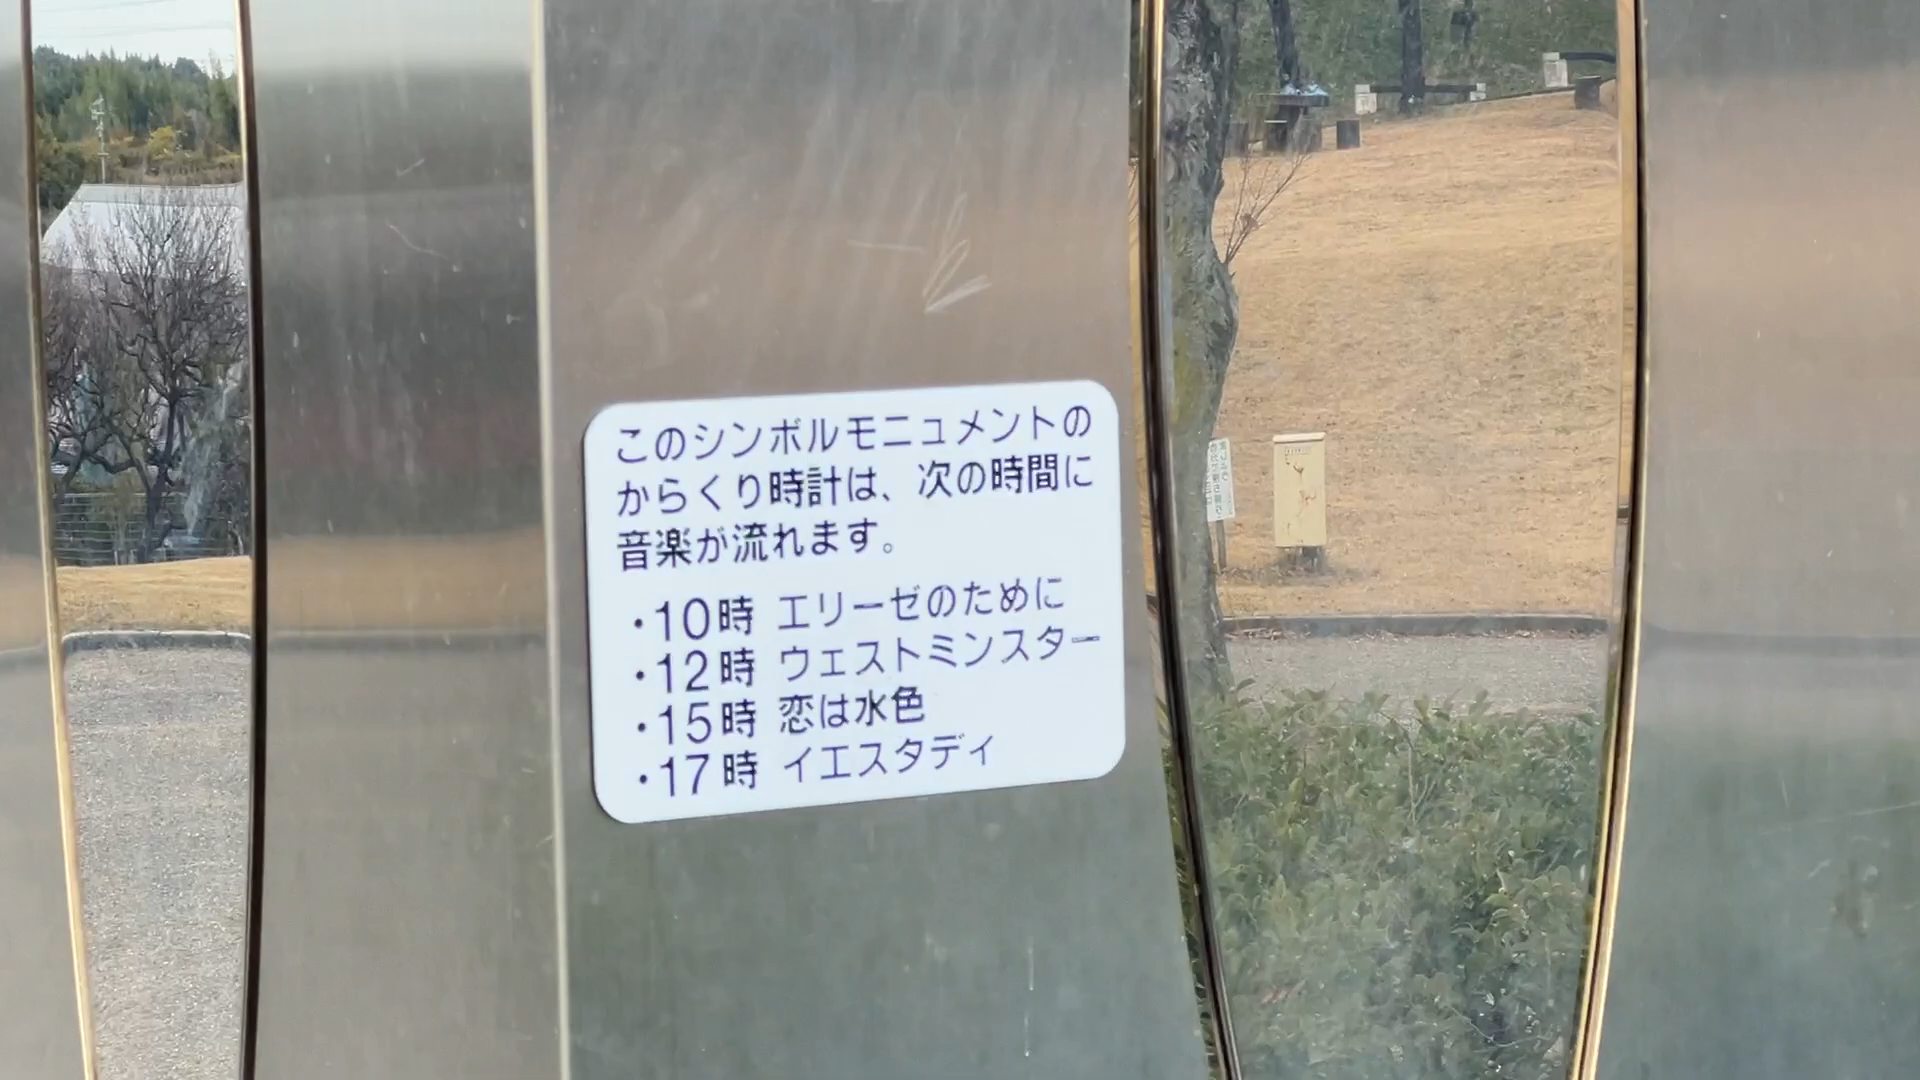 このシンボルモニュメントの
からくり時計は、次の時間に
音楽が流れます。
・10時 エリーゼのために
・12時 ウェストミンスター
・15時 恋は水色
・17時 イエスタディ